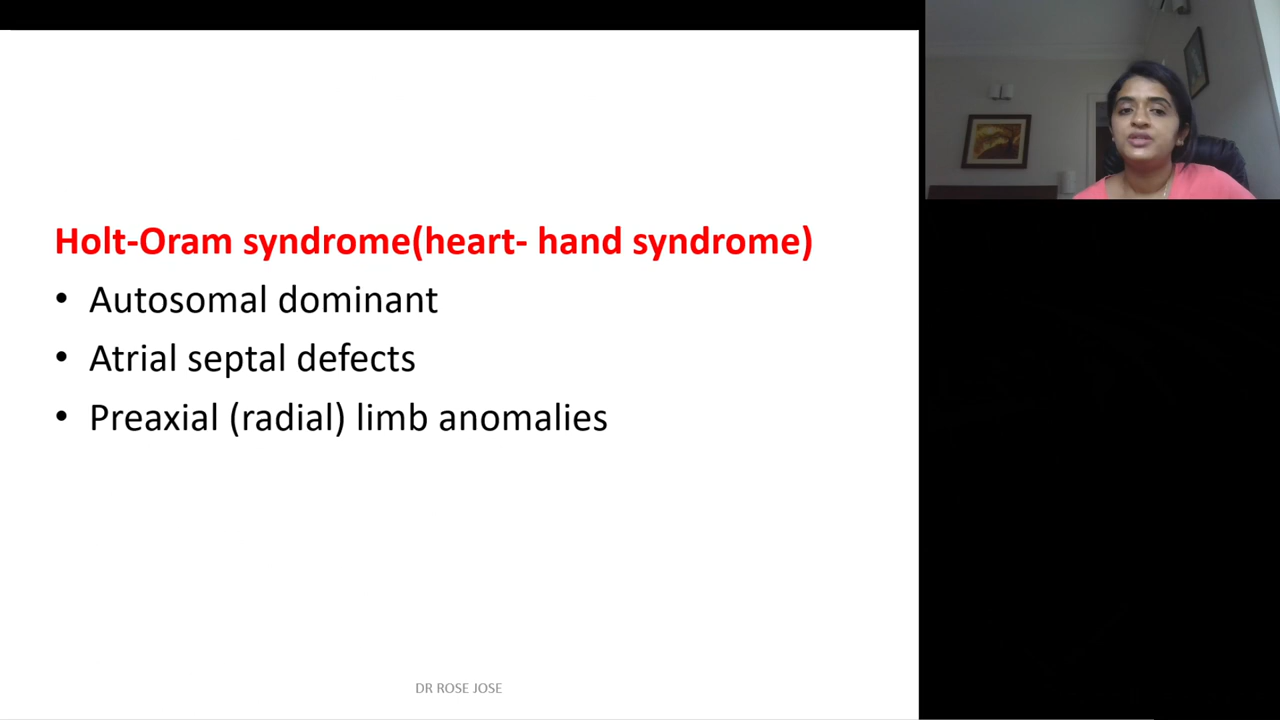 Holt-Oram syndrome(heart- hand syndrome)
• Autosomal dominant
• Atrial septal defects
• Preaxial (radial) limb anomalies
DR ROSE JOSE